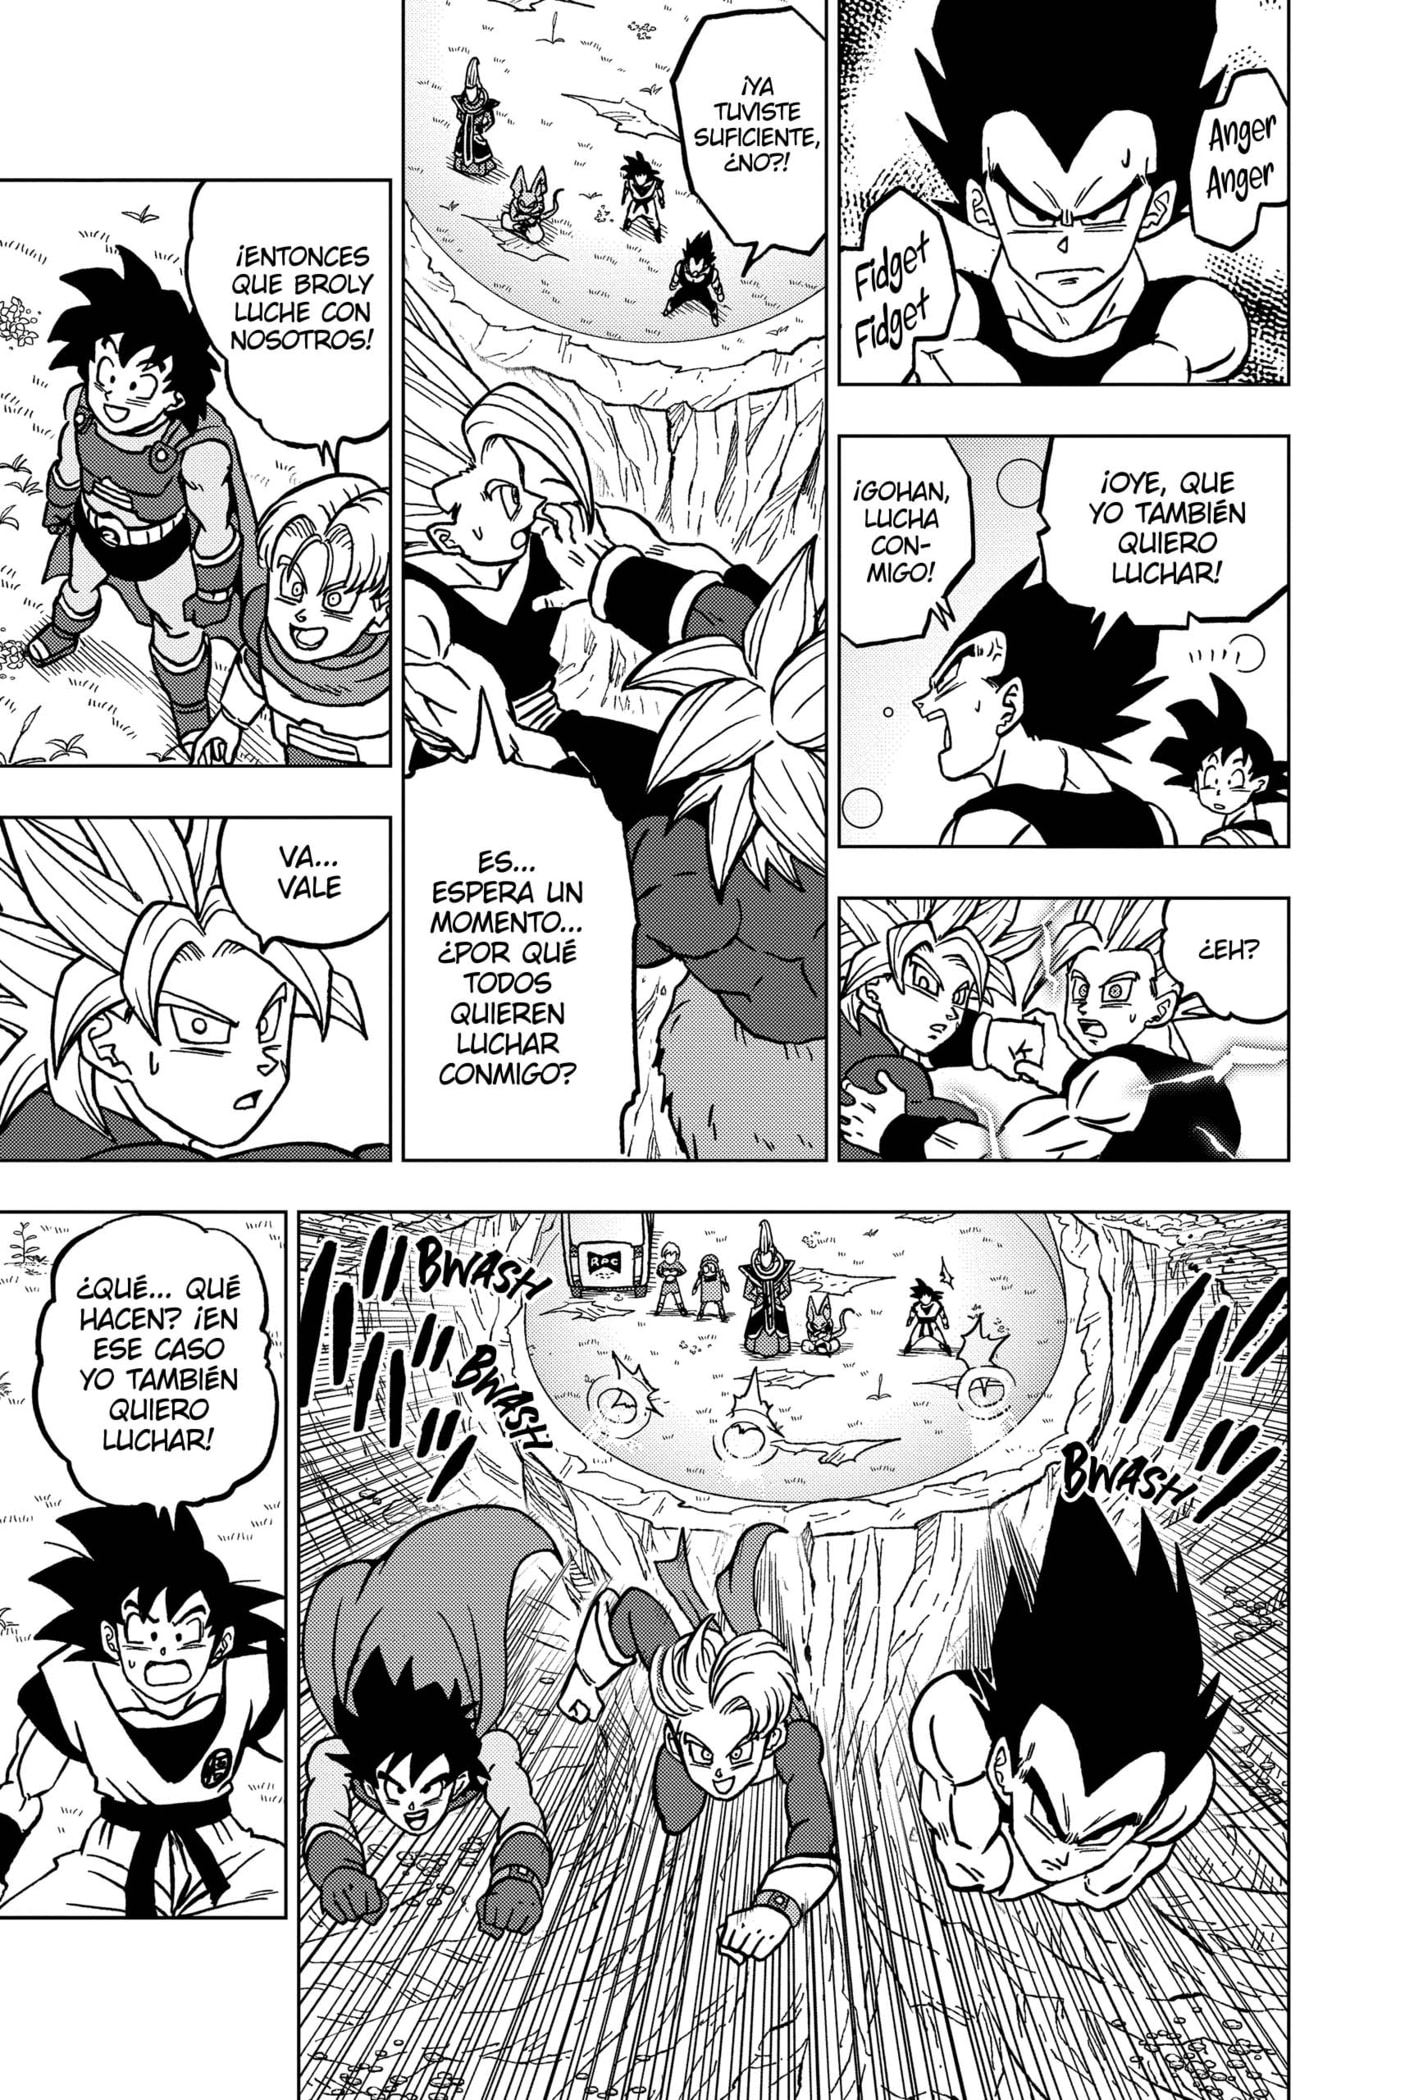 Anger
Anger
Fidget
Fidget
¡OYE, QUE
YO TAMBIÉN
QUIERO
LUCHAR!
¡GOHAN,
LUCHA
CON-
MIGO!
¿EH?
¡YA
TUVISTE
SUFICIENTE,
¿NO?!
ES...
ESPERA UN
MOMENTO...
¿POR QUÉ
TODOS
QUIEREN
LUCHAR
CONMIGO?
¡ENTONCES
QUE BROLY
LUCHE CON
NOSOTROS!
VA...
VALE
BWASH
BWASH
BWASH
RPC
¿QUÉ... QUÉ
HACEN? ¡EN
ESE CASO
YO TAMBIÉN
QUIERO
LUCHAR!